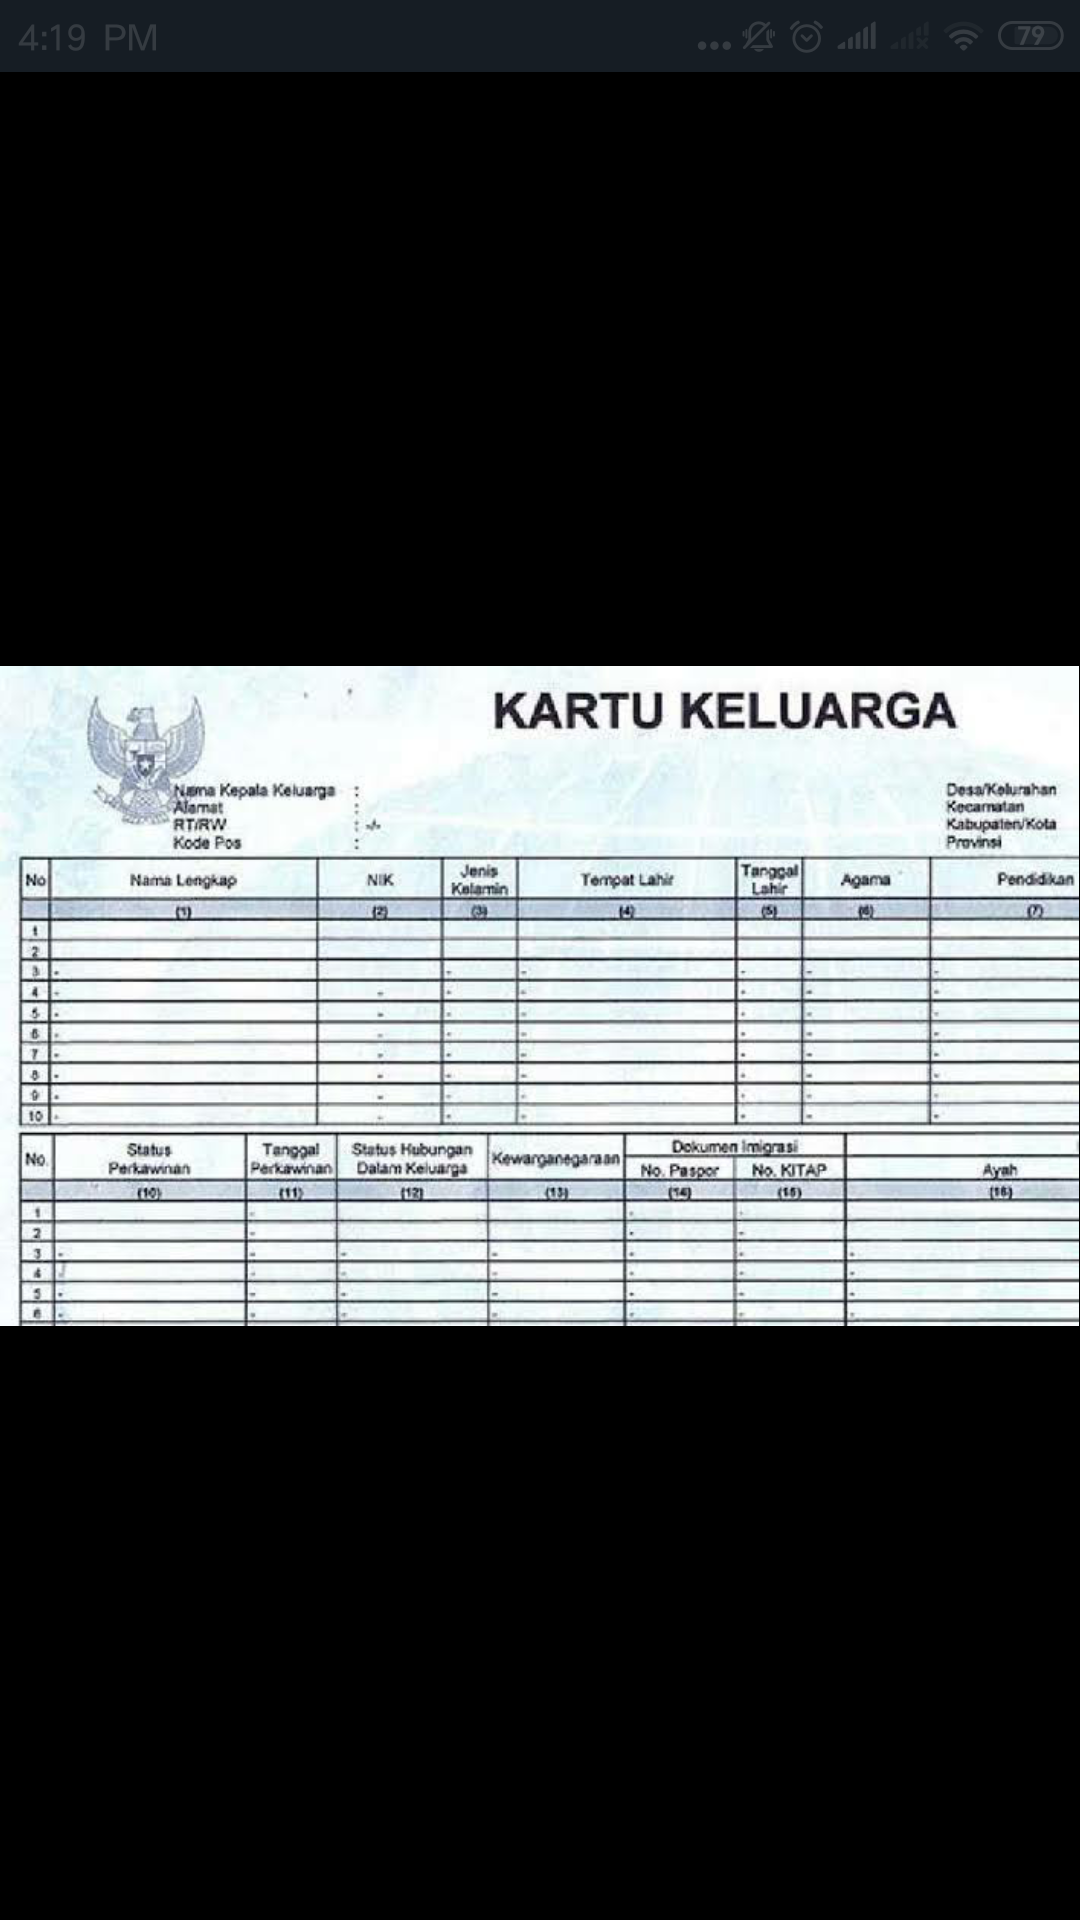 4:19 PM
79
KARTU KELUARGA
Nama Kepala Keluarga :
Alamat :
RT/RW : -/-
Kode Pos :
Desa/Kelurahan
Kecamatan
Kabupaten/Kota
Provinsi
No Nama Lengkap NIK Jenis Kelamin Tempat Lahir Tanggal Lahir Agama Pendidikan
(1) (2) (3) (4) (5) (6) (7)
1
2
3 - - - - - -
4 - - - - - - -
5 - - - - - - -
6 - - - - - - -
7 - - - - - - -
8 - - - - - - -
9 - - - - - - -
10 - - - - - - -
No. Status Perkawinan Tanggal Perkawinan Status Hubungan Dalam Keluarga Kewarganegaraan Dokumen Imigrasi
No. Paspor No. KITAP Ayah
(10) (11) (12) (13) (14) (15) (16)
1 - - -
2 - - -
3 - - - - - - -
4 - - - - - -
5 - - - - - - -
6 - - - - - - -